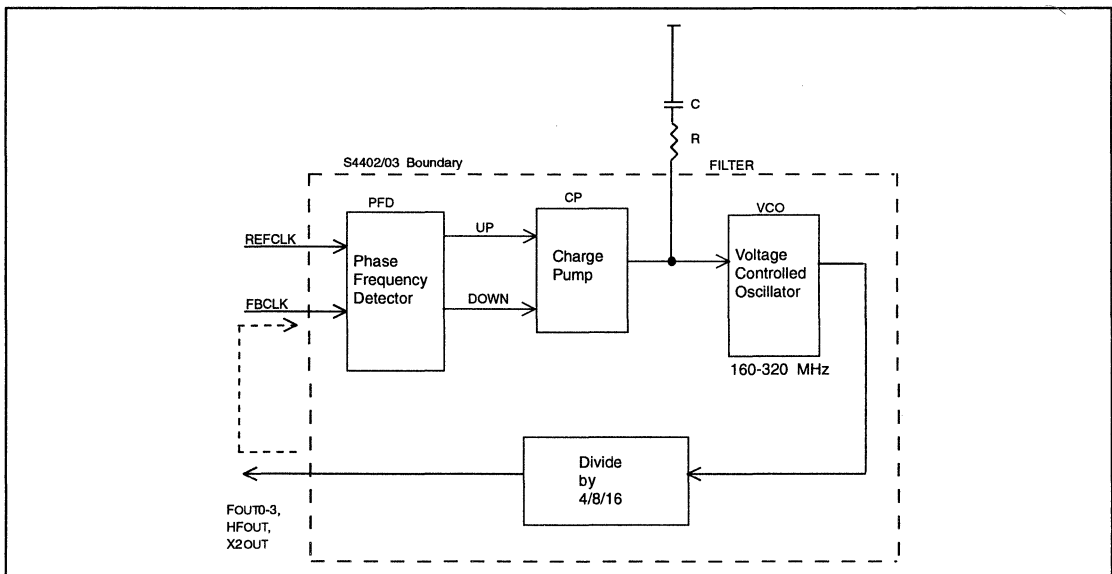 C
R
S4402/03 Boundary
FILTER
PFD
CP
VCO
REFCLK
UP
Phase
Frequency
Detector
Charge
Pump
Voltage
Controlled
Oscillator
FBCLK
DOWN
160-320 MHz
Divide
by
4/8/16
FOUT0-3,
HFOUT,
X2OUT